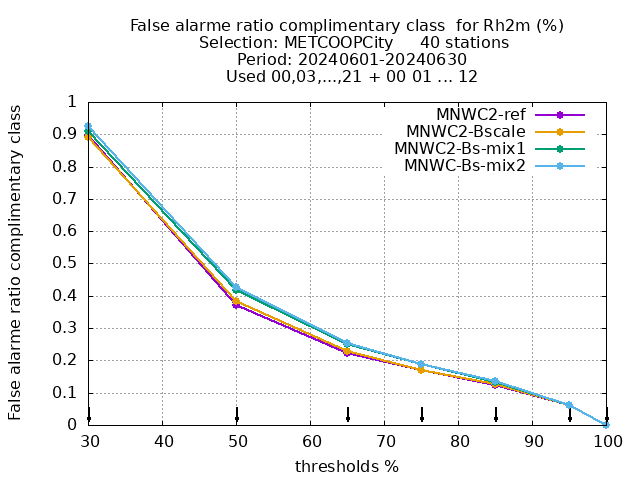 False alarme ratio complimentary class  for Rh2m (%)
Selection: METCOOPCity     40 stations
Period: 20240601-20240630
Used 00,03,...,21 + 00 01 ... 12
False alarme ratio complimentary class
1
0.9
0.8
0.7
0.6
0.5
0.4
0.3
0.2
0.1
0
MNWC2-ref
MNWC2-Bscale
MNWC2-Bs-mix1
MNWC-Bs-mix2
30 40 50 60 70 80 90 100
thresholds %